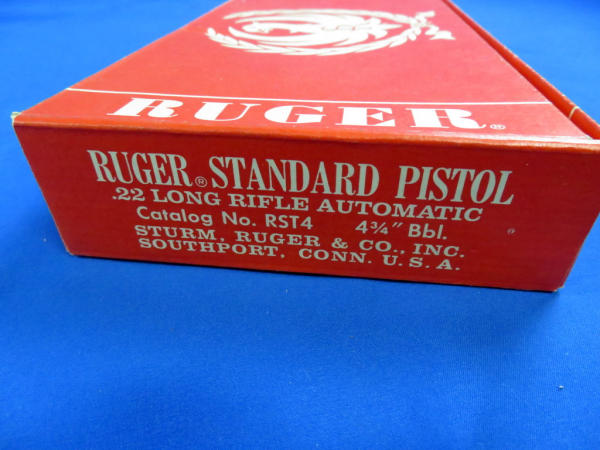 RUGER®
RUGER® STANDARD PISTOL
.22 LONG RIFLE AUTOMATIC
Catalog No. RST4 4¾" Bbl.
STURM, RUGER & CO., INC.
SOUTHPORT, CONN. U.S.A.